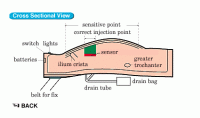 Cross Sectional View
sensitive point
correct injection point
switch lights
sensor
batteries
ilium crista
greater
trochanter
belt for fix
drain tube
drain bag
BACK